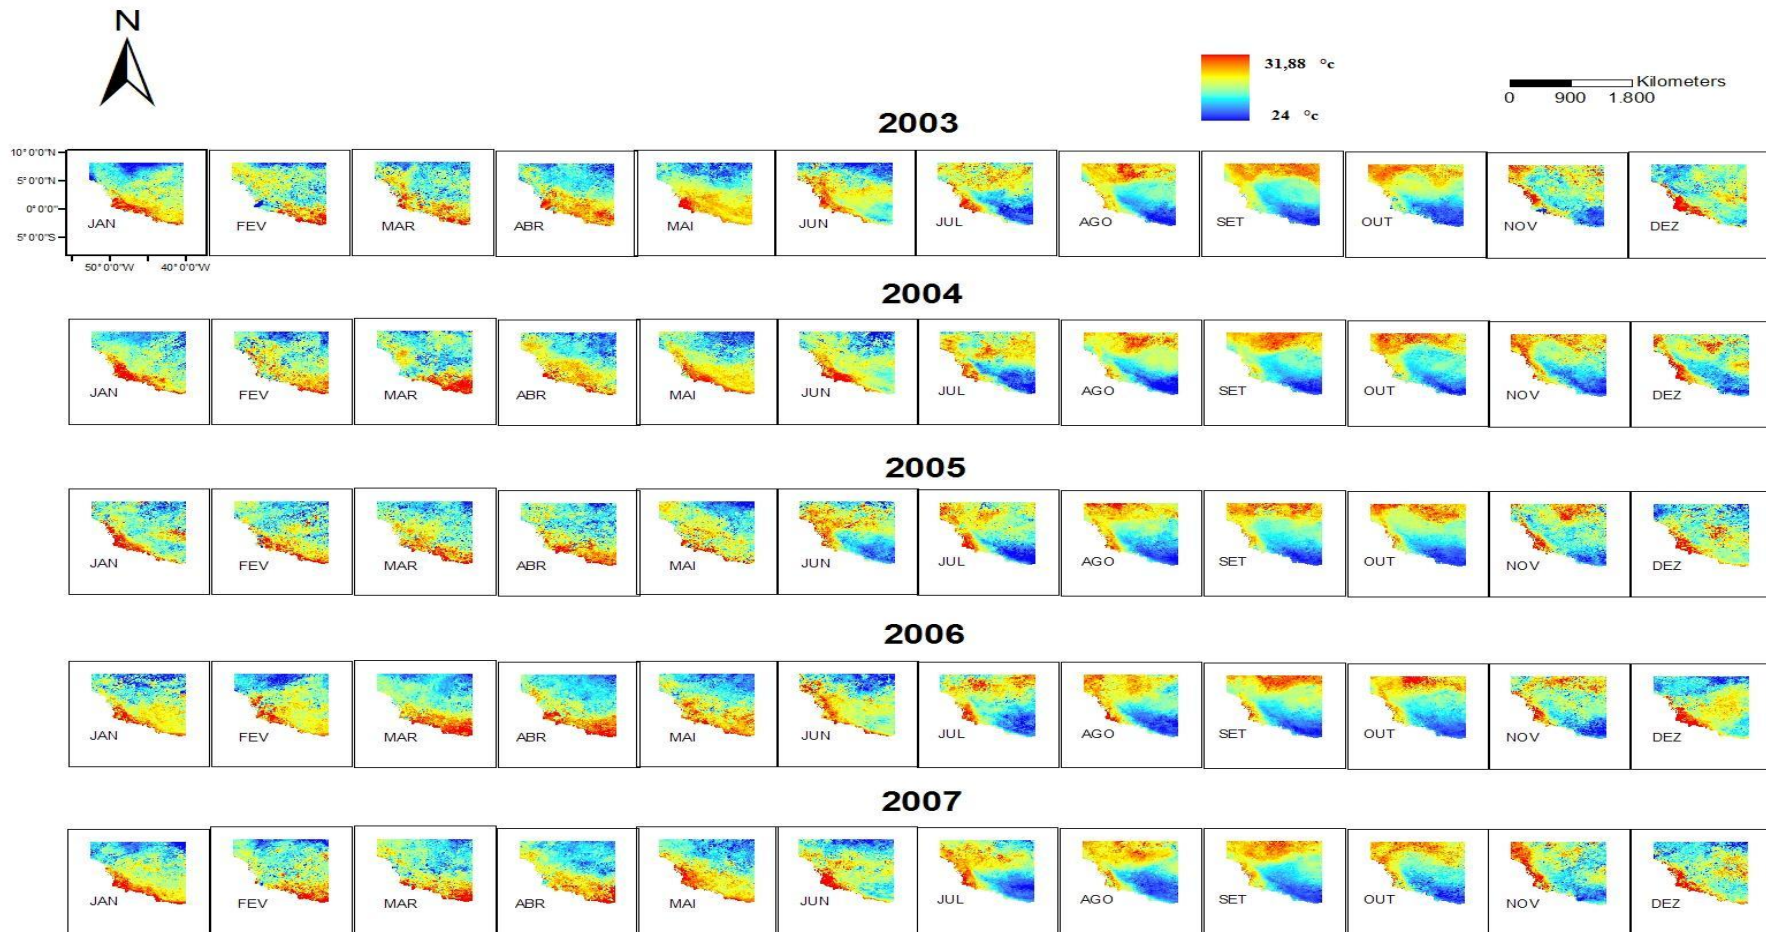 N
31,88 °c
24 °c
Kilometers
0 900 1.800
2003
10° 0'0"N
5° 0'0"N
0° 0'0"
5° 0'0"S
JAN FEV MAR ABR MAI JUN JUL AGO SET OUT NOV DEZ
50° 0'0"W 40° 0'0"W
2004
JAN FEV MAR ABR MAI JUN JUL AGO SET OUT NOV DEZ
2005
JAN FEV MAR ABR MAI JUN JUL AGO SET OUT NOV DEZ
2006
JAN FEV MAR ABR MAI JUN JUL AGO SET OUT NOV DEZ
2007
JAN FEV MAR ABR MAI JUN JUL AGO SET OUT NOV DEZ